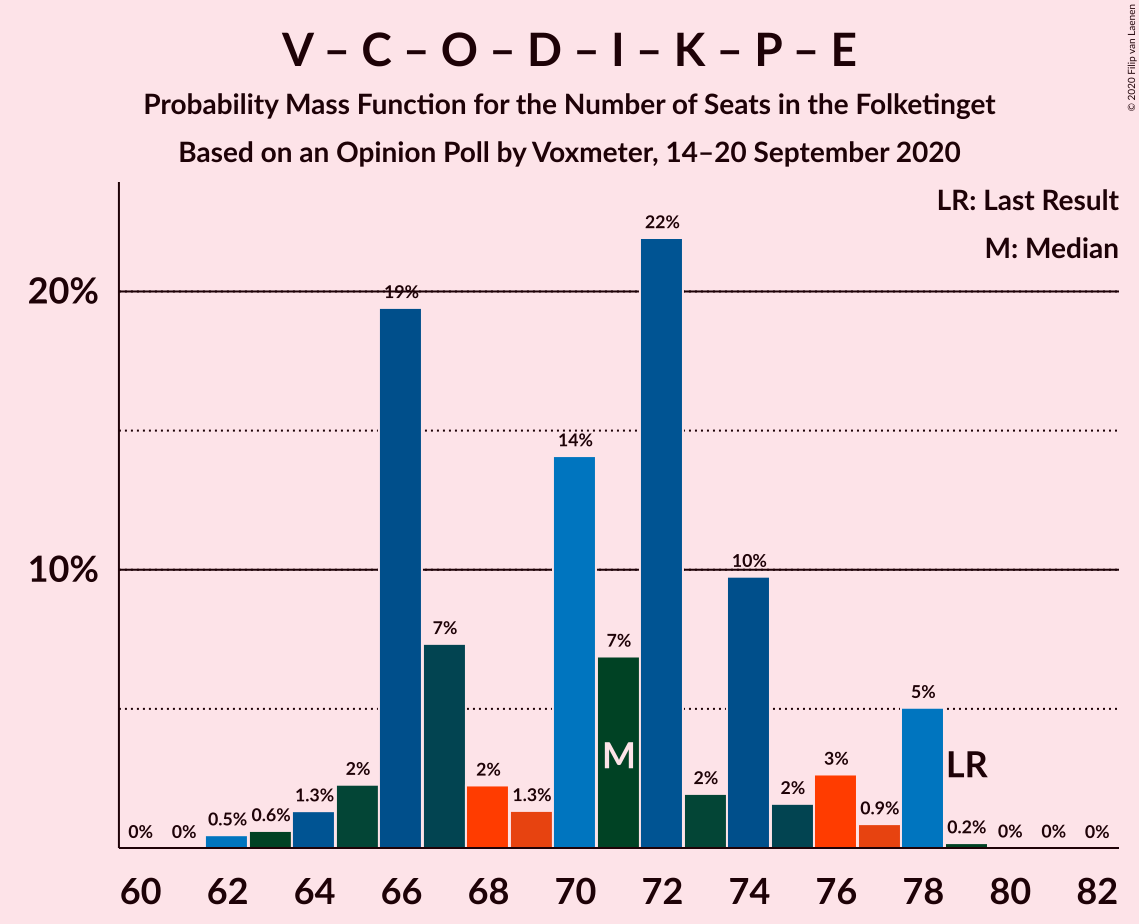 V – C – O – D – I – K – P – E
Probability Mass Function for the Number of Seats in the Folketinget
Based on an Opinion Poll by Voxmeter, 14–20 September 2020
© 2020 Filip van Laenen
LR: Last Result
M: Median
20%
10%
0%
0%
0.5%
0.6%
1.3%
2%
19%
7%
2%
1.3%
14%
7%
22%
2%
10%
2%
3%
0.9%
5%
0.2%
0%
0%
0%
M
LR
60 62 64 66 68 70 72 74 76 78 80 82